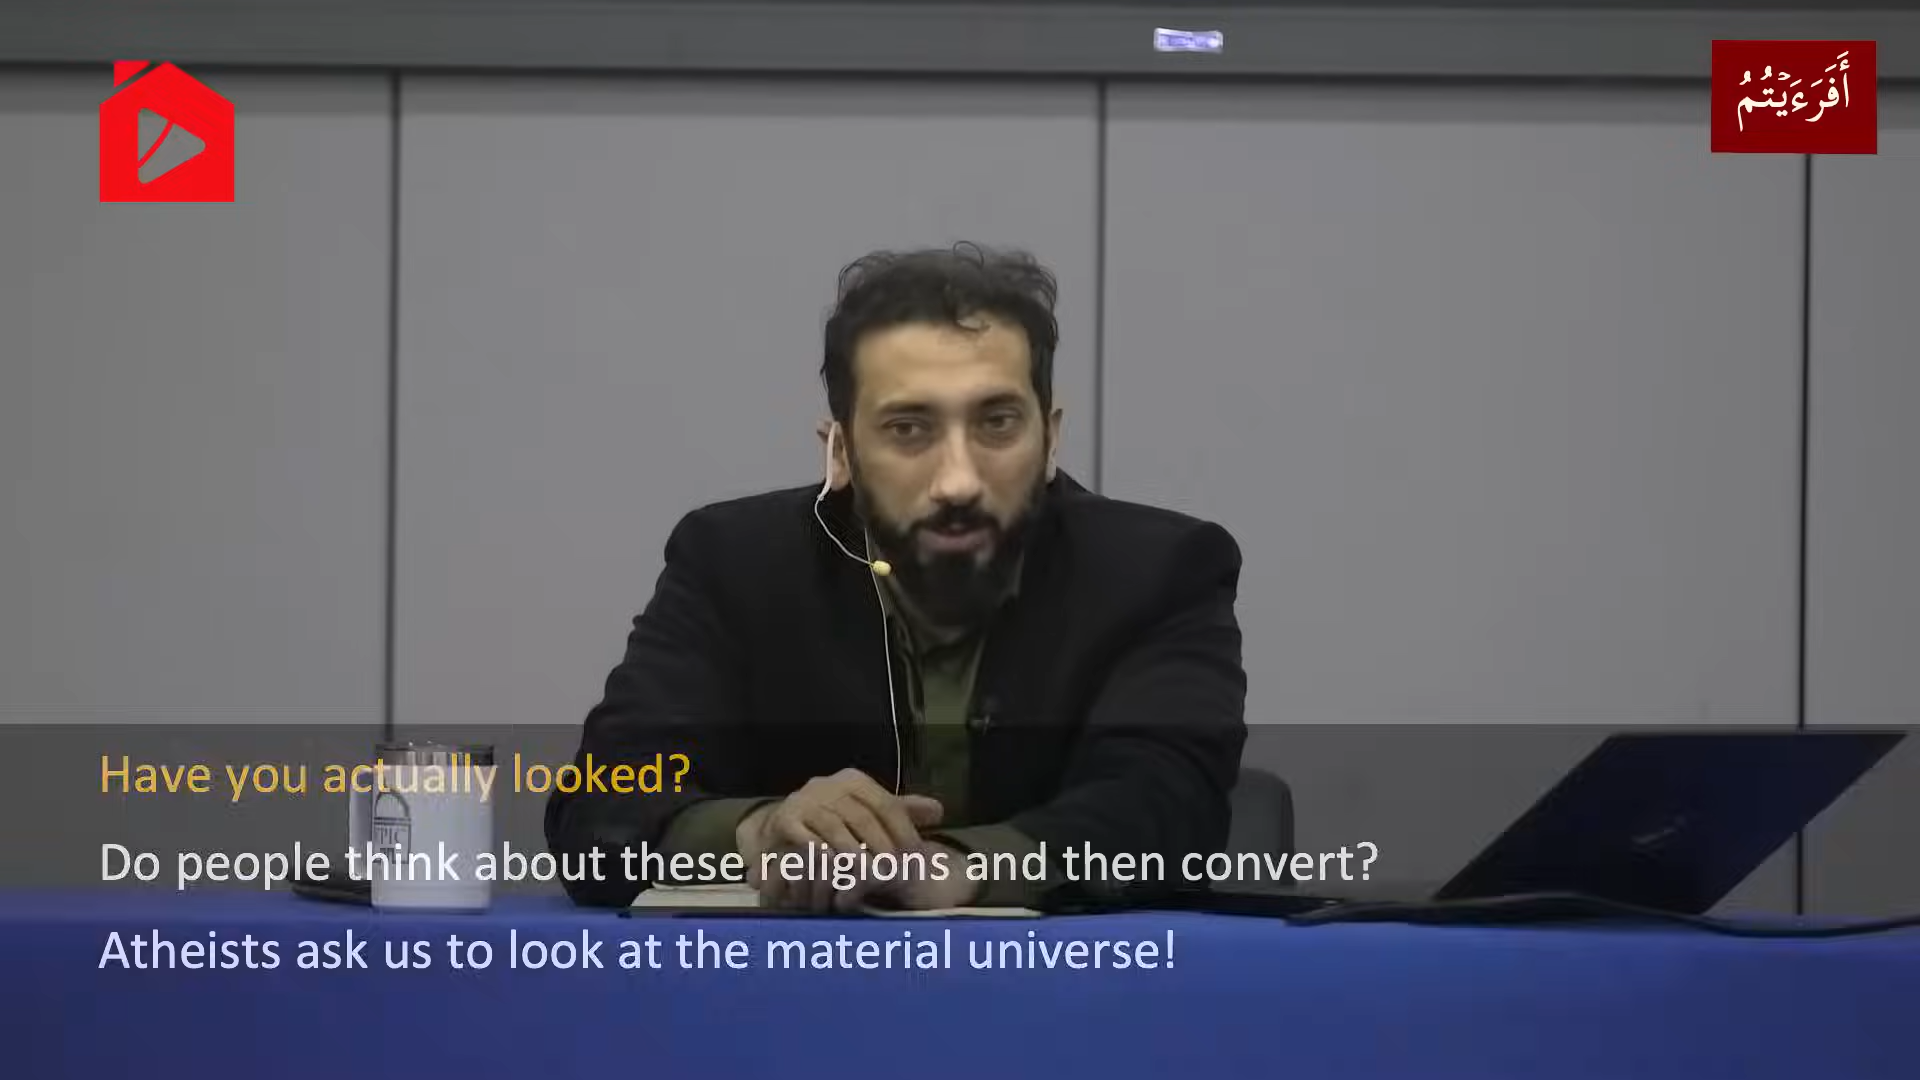 أَفَرَءَيْتُمُ
EPIC
Have you actually looked?
Do people think about these religions and then convert?
Atheists ask us to look at the material universe!